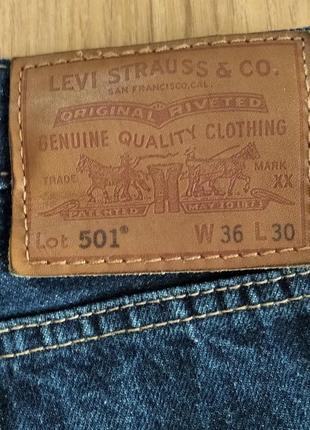 LEVI STRAUSS & CO.
SAN FRANCISCO, CAL.
ORIGINAL RIVETED
GENUINE QUALITY CLOTHING
TRADE MARK
XX
PATENTED MAY 20 1873
Lot 501® W 36 L 30